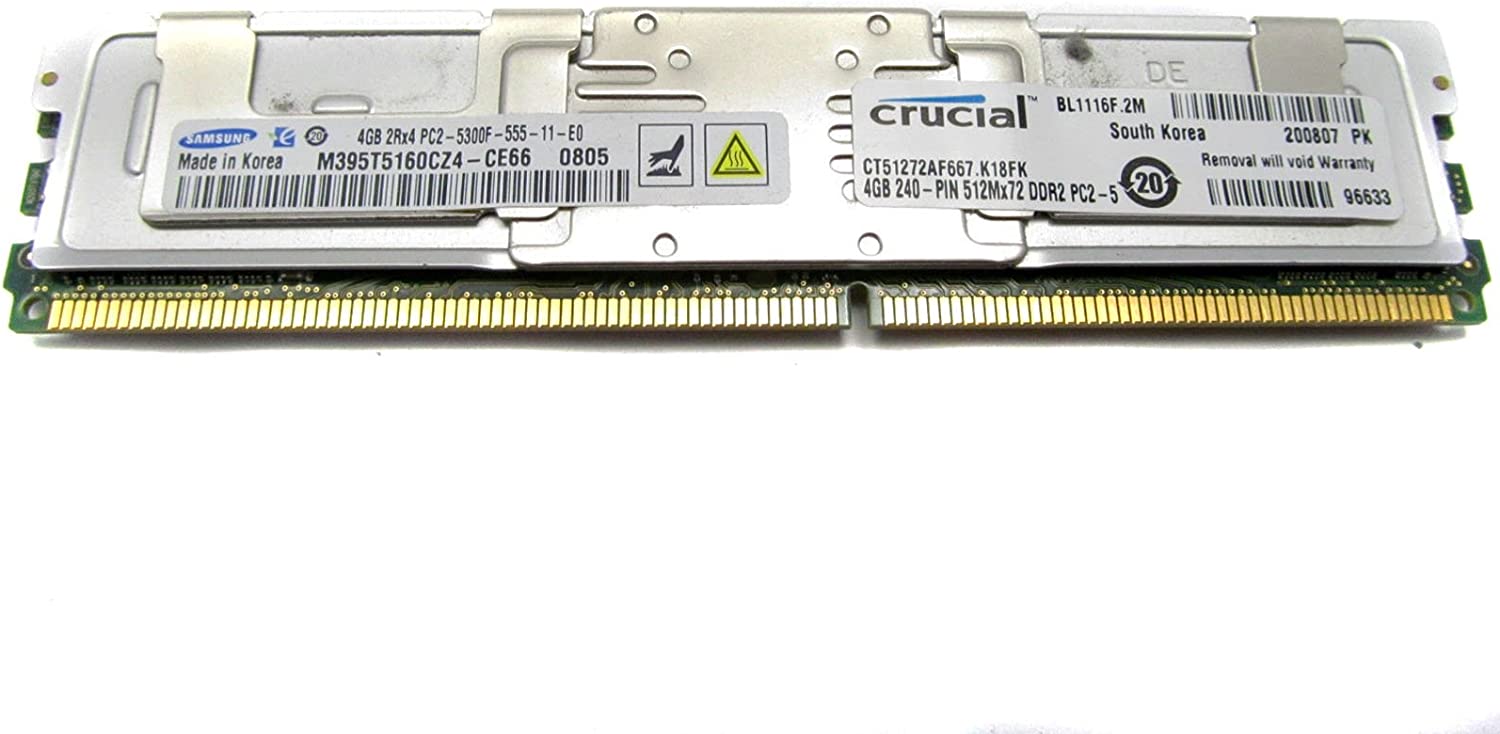 DE
SAMSUNG e 20 4GB 2Rx4 PC2-5300F-555-11-E0
Made in Korea M395T5160CZ4-CE66 0805
crucial™ BL1116F.2M
South Korea 200807 PK
Removal will void Warranty
CT51272AF667.K18FK
4GB 240-PIN 512Mx72 DDR2 PC2-5 20 96633